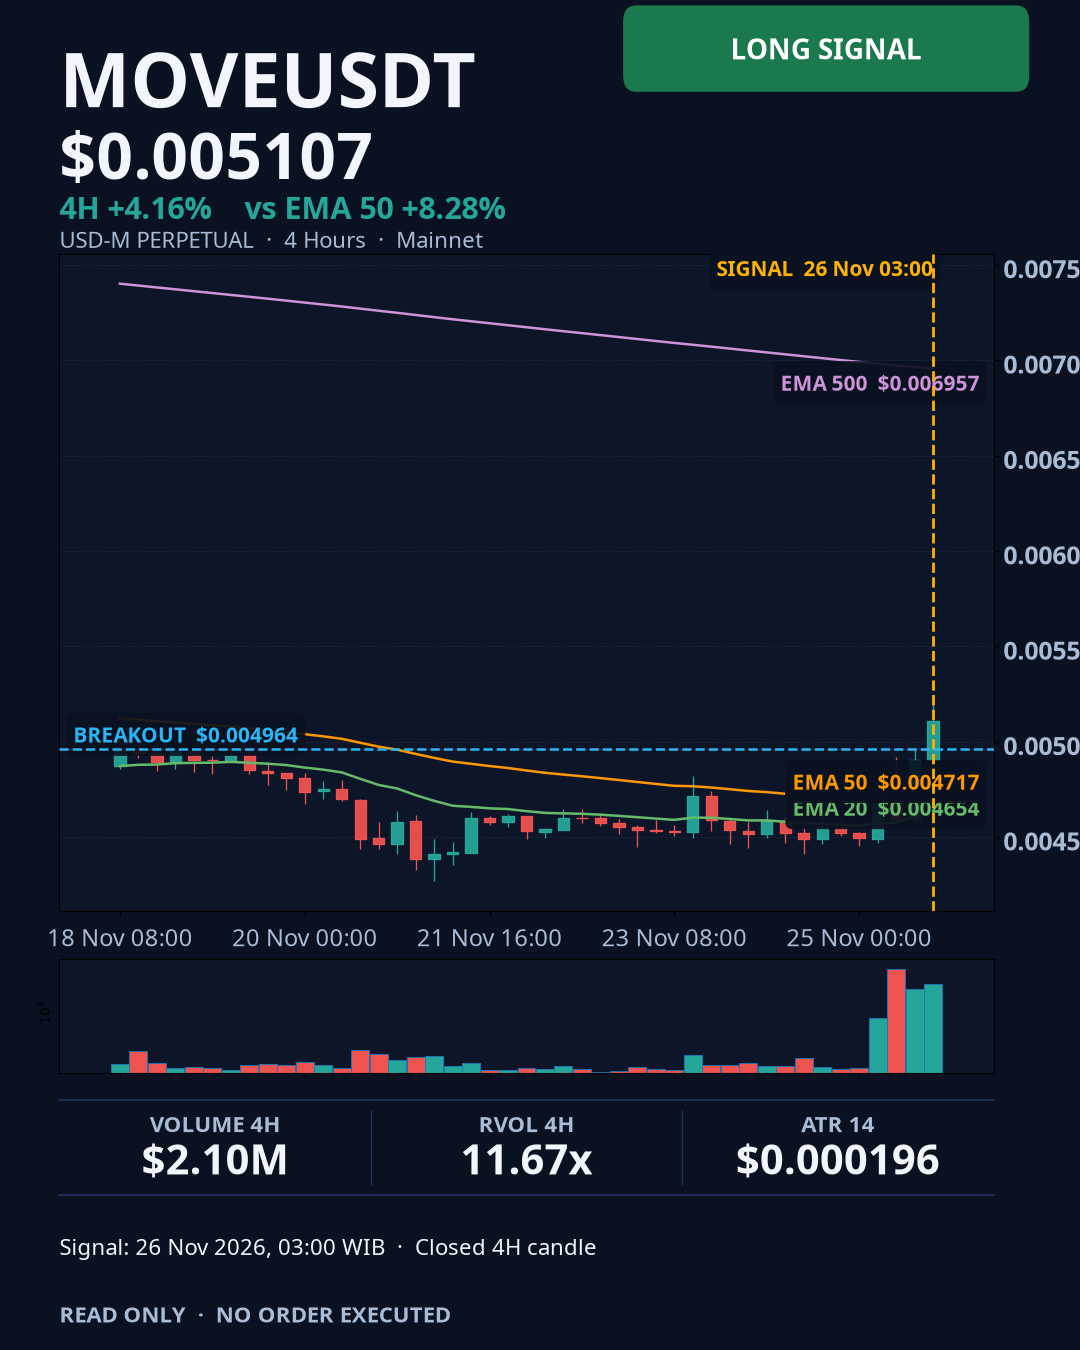 LONG SIGNAL
MOVEUSDT
$0.005107
4H +4.16% vs EMA 50 +8.28%
USD-M PERPETUAL · 4 Hours · Mainnet
SIGNAL 26 Nov 03:00
0.0075
0.0070
EMA 500 $0.006957
0.0065
0.0060
0.0055
BREAKOUT $0.004964
0.0050
EMA 50 $0.004717
EMA 20 $0.004654
0.0045
18 Nov 08:00 20 Nov 00:00 21 Nov 16:00 23 Nov 08:00 25 Nov 00:00
10⁶
VOLUME 4H RVOL 4H ATR 14
$2.10M 11.67x $0.000196
Signal: 26 Nov 2026, 03:00 WIB · Closed 4H candle
READ ONLY · NO ORDER EXECUTED